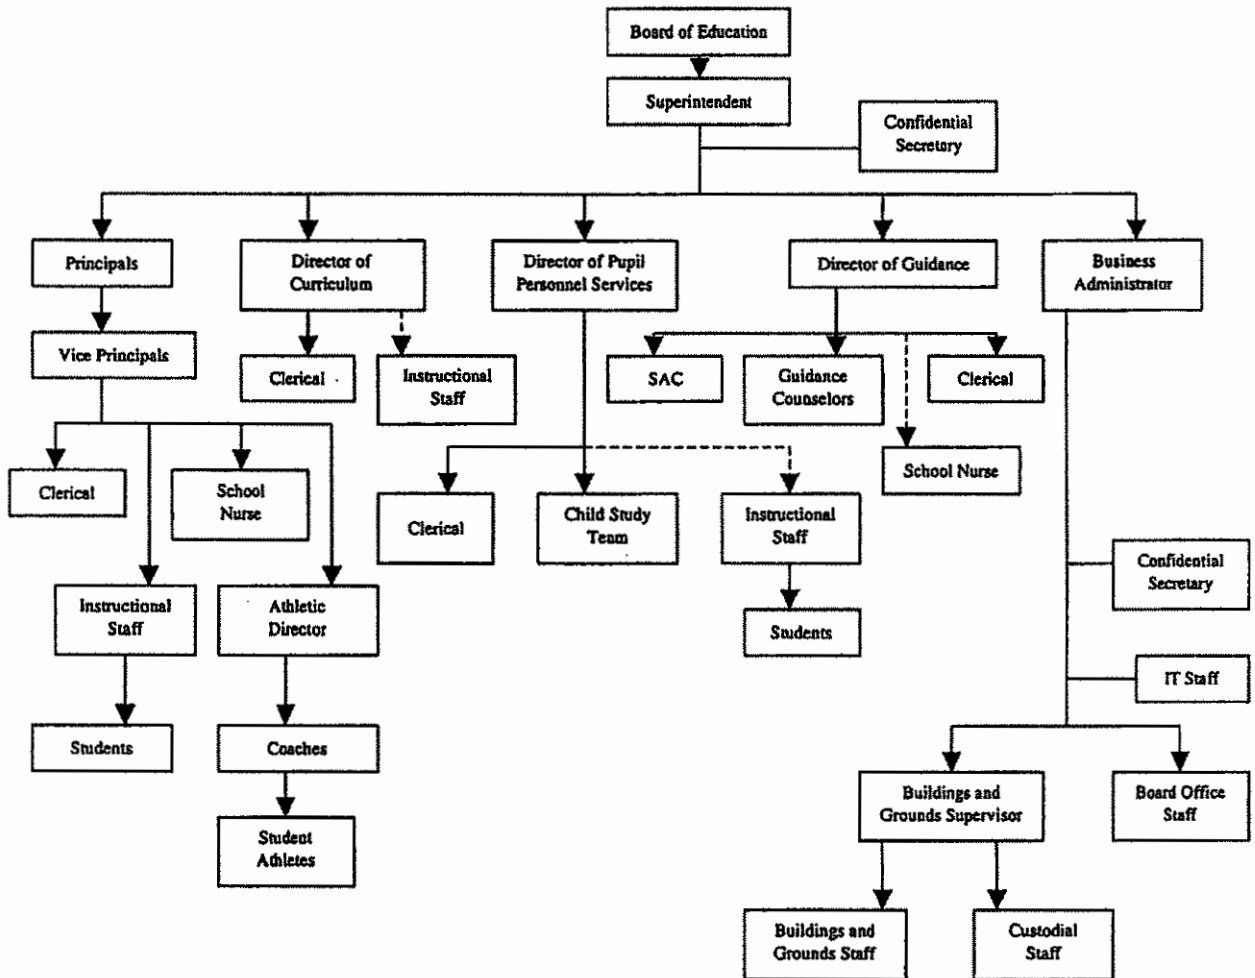 Board of Education
Superintendent
Confidential
Secretary
Principals
Director of
Curriculum
Director of Pupil
Personnel Services
Director of Guidance
Business
Administrator
Vice Principals
Clerical
Instructional
Staff
SAC
Guidance
Counselors
Clerical
Clerical
School
Nurse
Clerical
Child Study
Team
Instructional
Staff
School Nurse
Confidential
Secretary
Instructional
Staff
Athletic
Director
Students
IT Staff
Students
Coaches
Buildings and
Grounds Supervisor
Board Office
Staff
Student
Athletes
Buildings and
Grounds Staff
Custodial
Staff